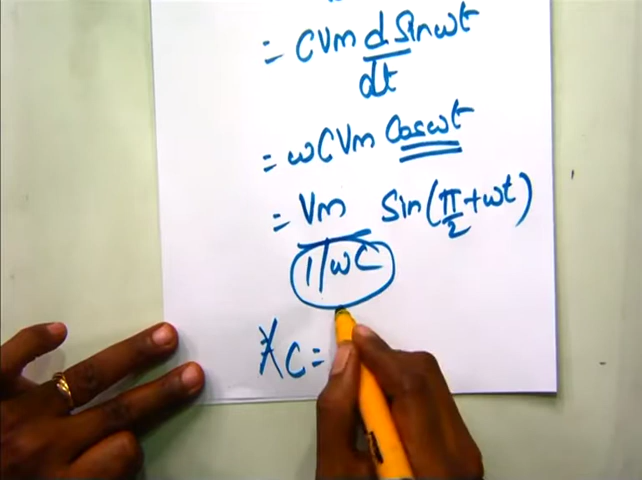 = CVm d Sinωt
dt
= ωCVm Cosωt
= Vm Sin(π/2+ωt)
1/ωC
XC=